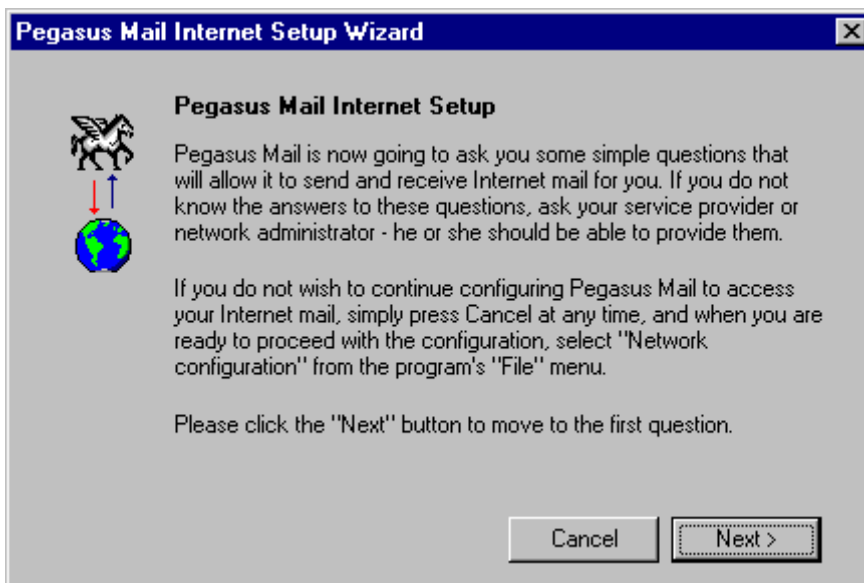 Pegasus Mail Internet Setup Wizard
Pegasus Mail Internet Setup
Pegasus Mail is now going to ask you some simple questions that
will allow it to send and receive Internet mail for you. If you do not
know the answers to these questions, ask your service provider or
network administrator - he or she should be able to provide them.
If you do not wish to continue configuring Pegasus Mail to access
your Internet mail, simply press Cancel at any time, and when you are
ready to proceed with the configuration, select "Network
configuration" from the program's "File" menu.
Please click the "Next" button to move to the first question.
Cancel
Next >